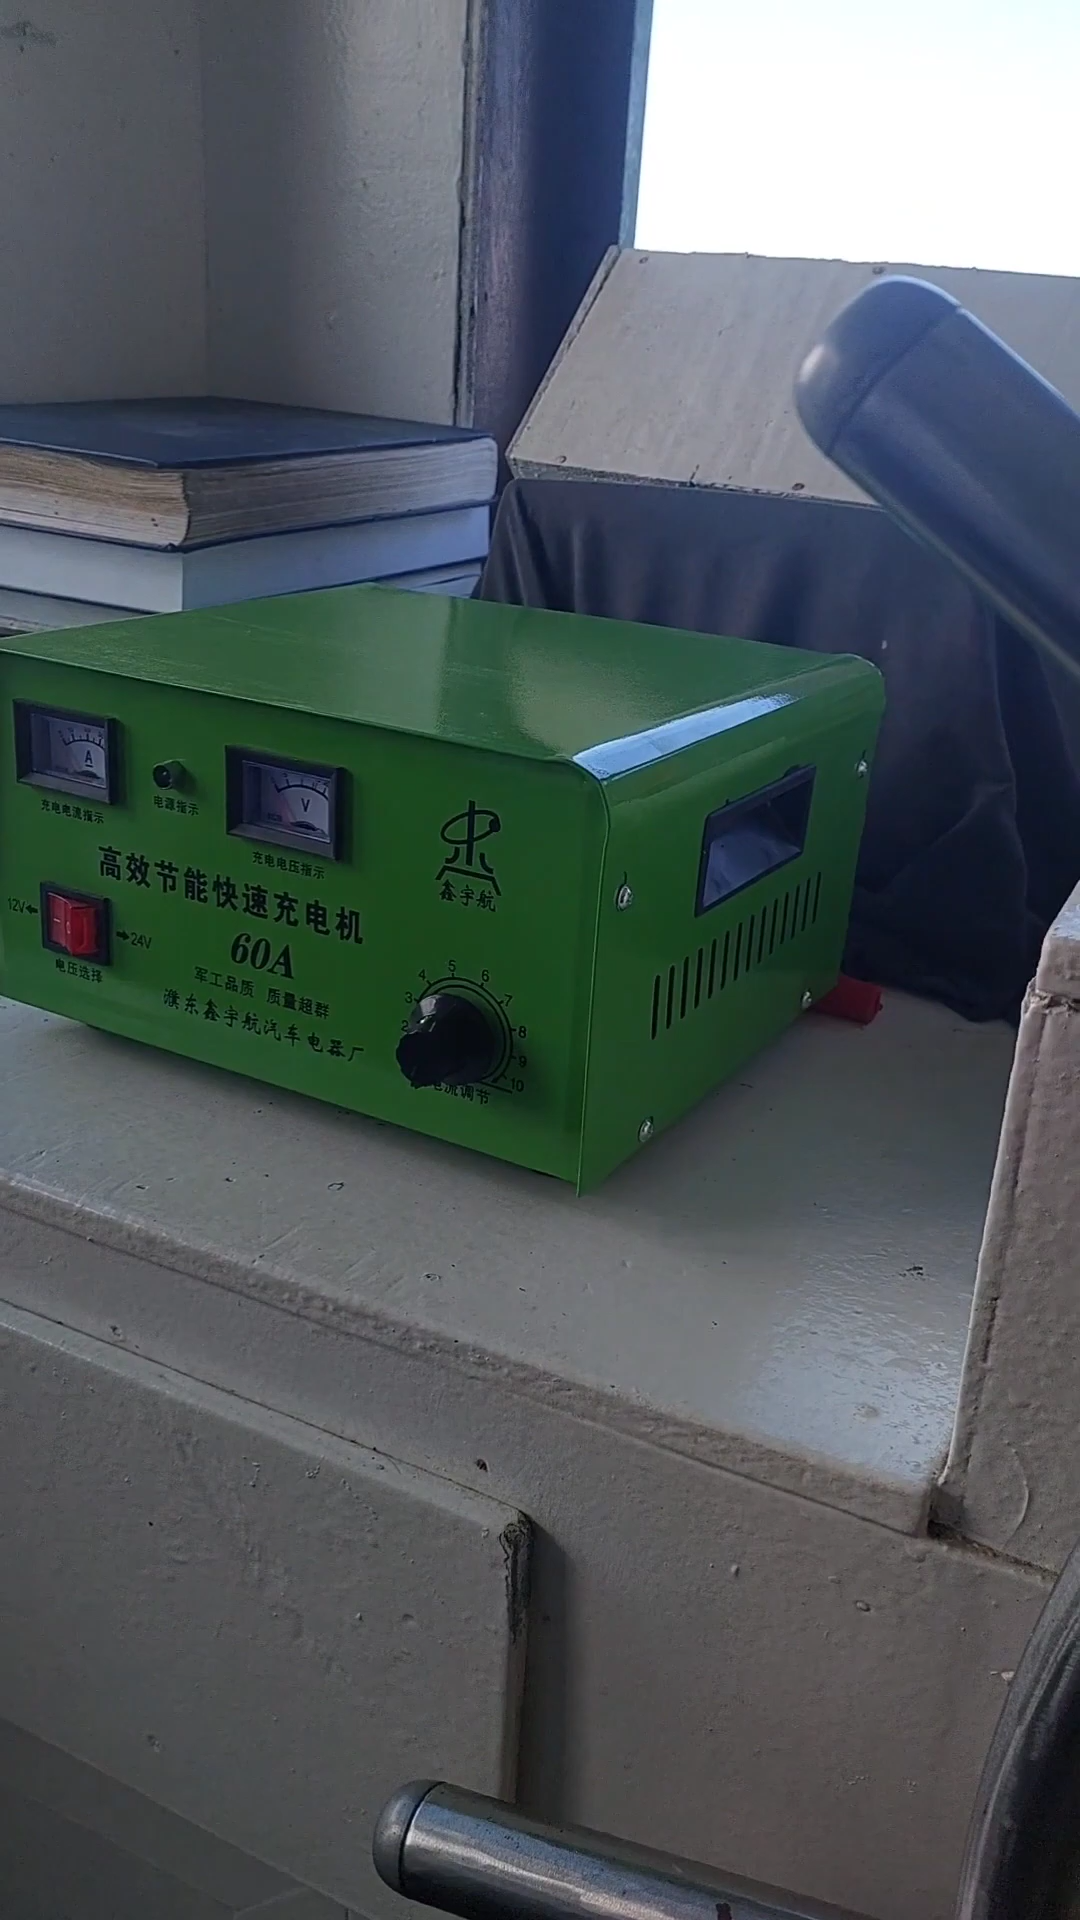 A
V
充电电流指示
电源指示
充电电压指示
鑫宇航
高效节能快速充电机
12V
24V
电压选择
60A
军工品质 质量超群
濮东鑫宇航汽车电器厂
3
4
5
6
7
8
9
10
电流调节